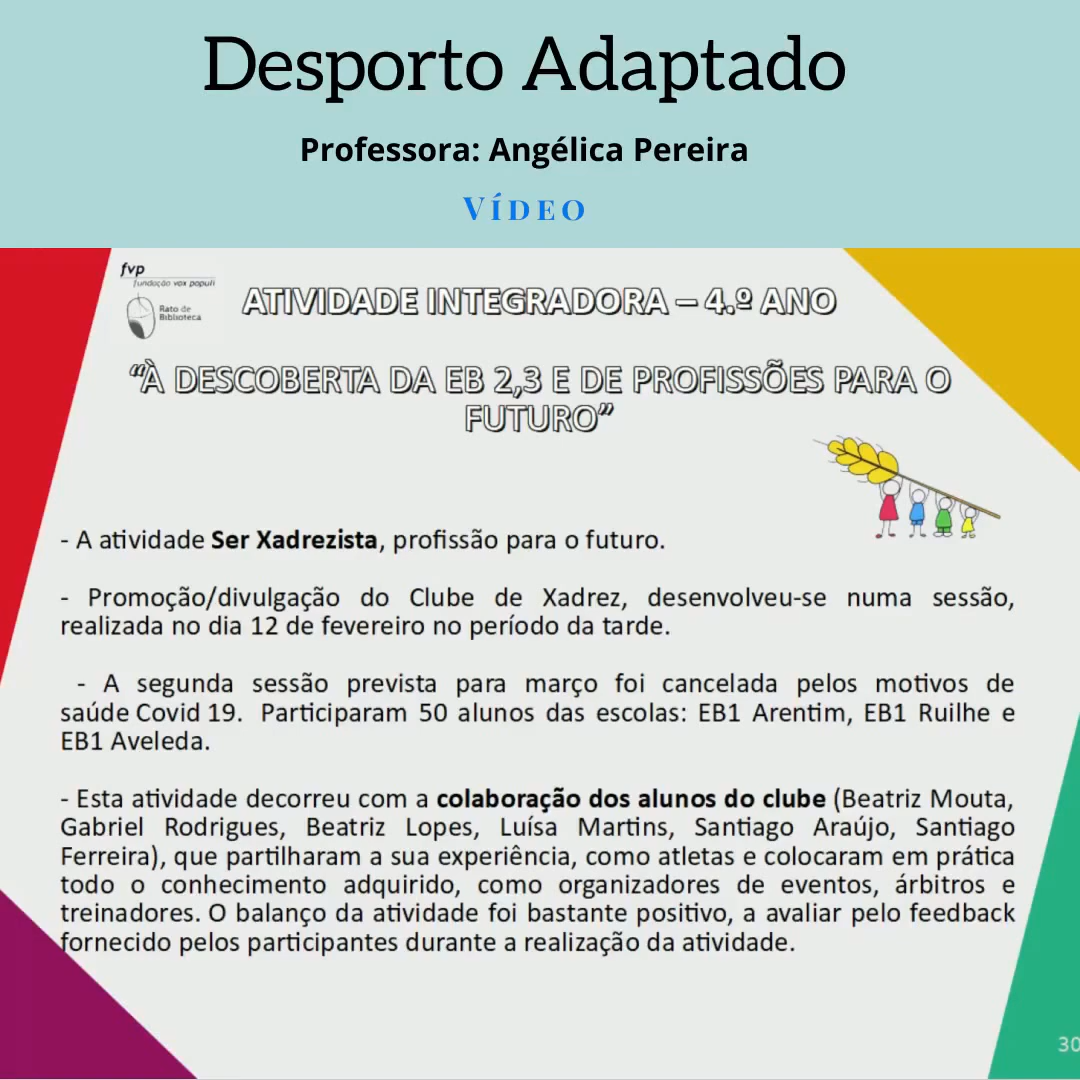 Desporto Adaptado
Professora: Angélica Pereira
VÍDEO
fvp
fundação vox populi
Rato de
Biblioteca
ATIVIDADE INTEGRADORA – 4.º ANO
“À DESCOBERTA DA EB 2,3 E DE PROFISSÕES PARA O
FUTURO”
- A atividade Ser Xadrezista, profissão para o futuro.
- Promoção/divulgação do Clube de Xadrez, desenvolveu-se numa sessão,
realizada no dia 12 de fevereiro no período da tarde.
- A segunda sessão prevista para março foi cancelada pelos motivos de
saúde Covid 19. Participaram 50 alunos das escolas: EB1 Arentim, EB1 Ruilhe e
EB1 Aveleda.
- Esta atividade decorreu com a colaboração dos alunos do clube (Beatriz Mouta,
Gabriel Rodrigues, Beatriz Lopes, Luísa Martins, Santiago Araújo, Santiago
Ferreira), que partilharam a sua experiência, como atletas e colocaram em prática
todo o conhecimento adquirido, como organizadores de eventos, árbitros e
treinadores. O balanço da atividade foi bastante positivo, a avaliar pelo feedback
fornecido pelos participantes durante a realização da atividade.
30